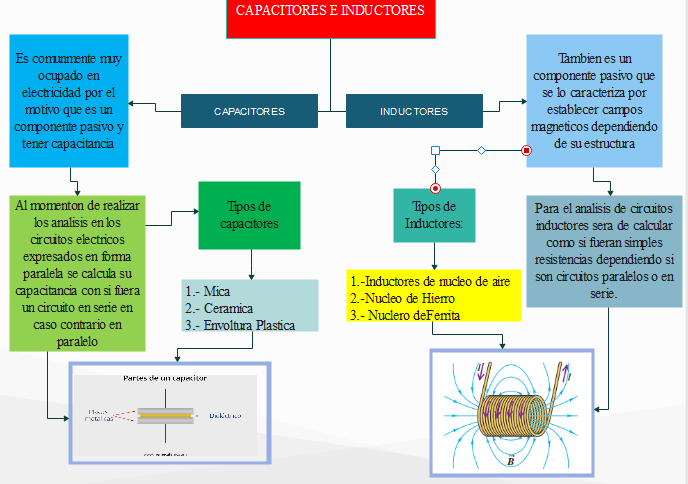 CAPACITORES E INDUCTORES
Es comunmente muy
ocupado en
electricidad por el
motivo que es un
componente pasivo y
tener capacitancia
CAPACITORES
INDUCTORES
Tambien es un
componente pasivo que
se lo caracteriza por
establecer campos
magneticos dependiendo
de su estructura
Al momenton de realizar
los analisis en los
circuitos electricos
expresados en forma
paralela se calcula su
capacitancia con si fuera
un circuito en serie en
caso contrario en
paralelo
Tipos de
capacitores
Tipos de
Inductores:
Para el analisis de circuitos
inductores sera de calcular
como si fueran simples
resistencias dependiendo si
son circuitos paralelos o en
serie.
1.- Mica
2.- Ceramica
3.- Envoltura Plastica
1.-Inductores de nucleo de aire
2.-Nucleo de Hierro
3.- Nuclero deFerrita
Partes de un capacitor
Placas
metálicas
Dieléctrico
I
I
B